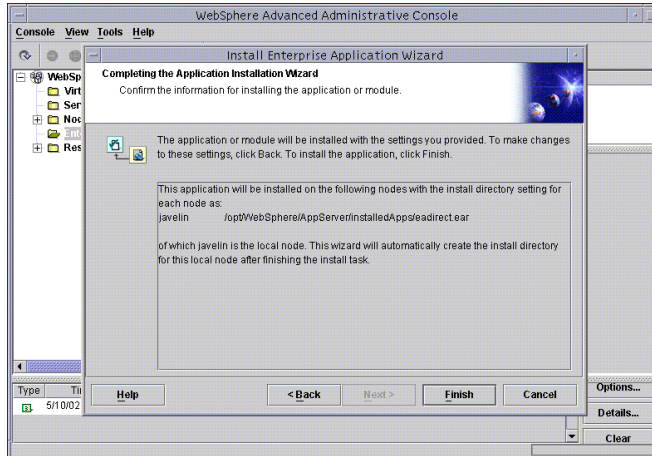 WebSphere Advanced Administrative Console
Console View Tools Help
Install Enterprise Application Wizard
WebSp
Virt
Ser
Noc
Ent
Res
Completing the Application Installation Wizard
Confirm the information for installing the application or module.
The application or module will be installed with the settings you provided. To make changes
to these settings, click Back. To install the application, click Finish.
This application will be installed on the following nodes with the install directory setting for
each node as:
javelin /opt/WebSphere/AppServer/installedApps/eadirect.ear
of which javelin is the local node. This wizard will automatically create the install directory
for this local node after finishing the install task.
Help < Back Next > Finish Cancel
Type Ti
5/10/02
Options...
Details...
Clear